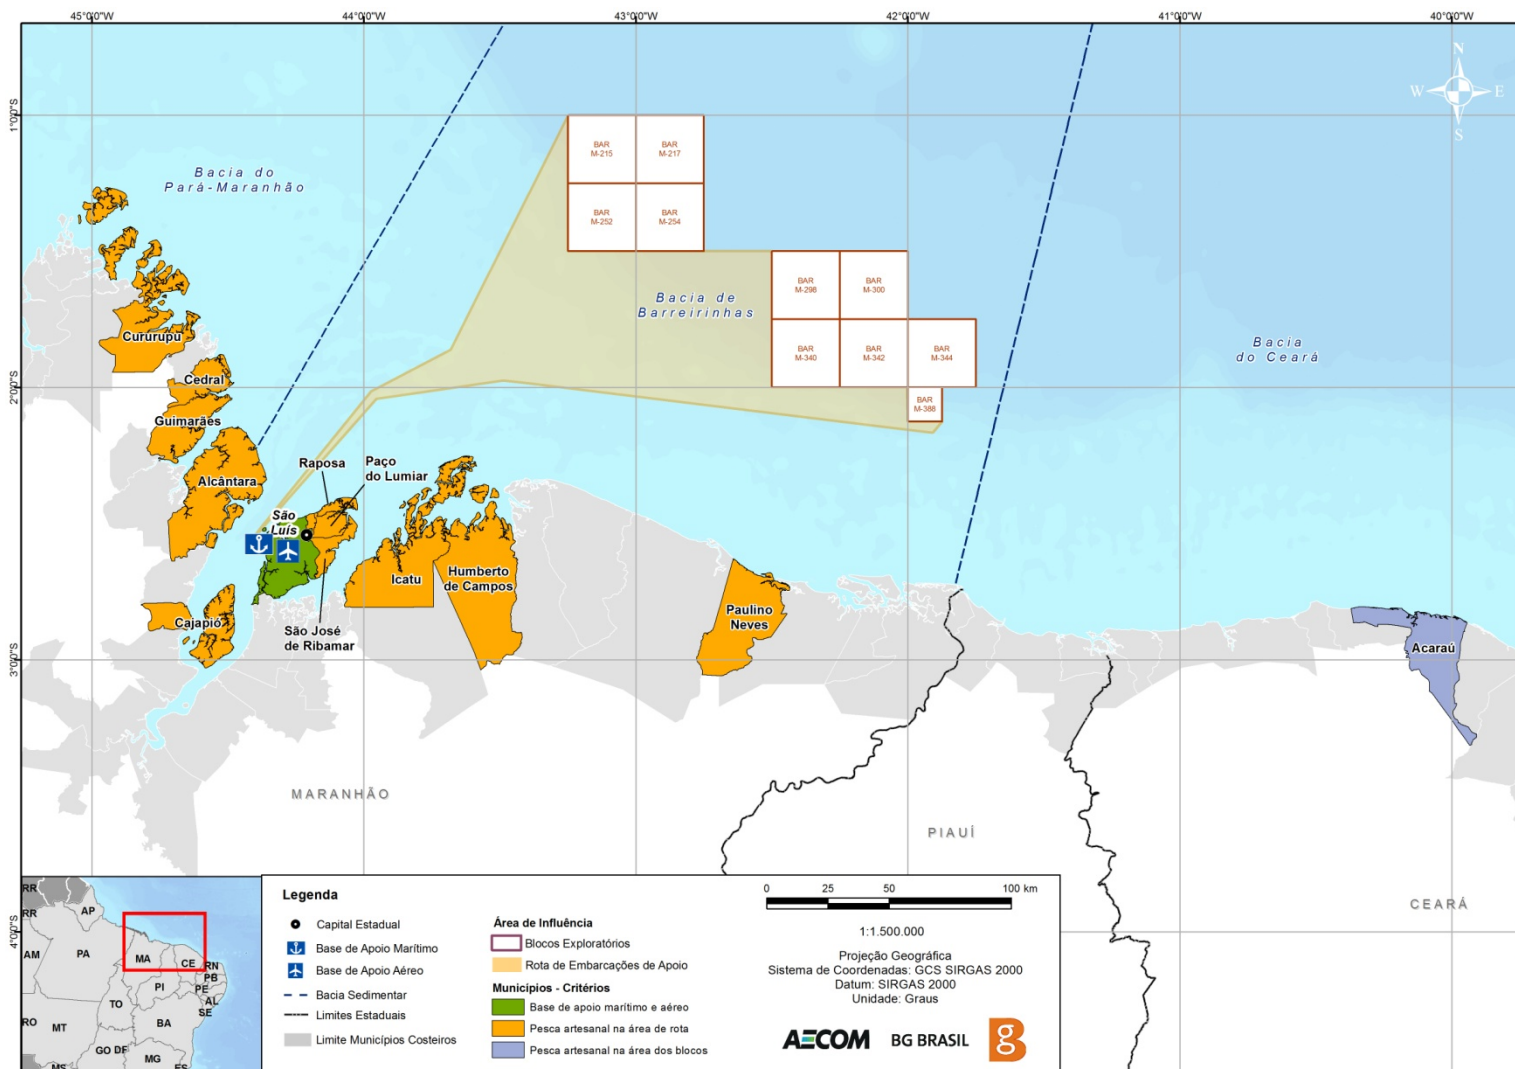 45°0'0"W
44°0'0"W
43°0'0"W
42°0'0"W
41°0'0"W
40°0'0"W
N
W
E
S
1°0'0"S
2°0'0"S
3°0'0"S
4°0'0"S
Bacia do
Pará-Maranhão
BAR
M-215
BAR
M-217
BAR
M-252
BAR
M-254
BAR
M-298
BAR
M-300
Bacia de
Barreirinhas
BAR
M-340
BAR
M-342
BAR
M-344
BAR
M-388
Bacia
do Ceará
Cururupu
Cedral
Guimarães
Alcântara
Raposa
Paço
do Lumiar
São
Luís
Icatu
Humberto
de Campos
Cajapió
São José
de Ribamar
Paulino
Neves
Acaraú
MARANHÃO
PIAUÍ
CEARÁ
RR
AP
RR
AM
PA
MA
CE
RN
PB
PI
PE
AL
SE
TO
BA
RO
MT
GO
DF
MG
MS
ES
Legenda
Capital Estadual
Base de Apoio Marítimo
Base de Apoio Aéreo
Bacia Sedimentar
Limites Estaduais
Limite Municípios Costeiros
Área de Influência
Blocos Exploratórios
Rota de Embarcações de Apoio
Municípios - Critérios
Base de apoio marítimo e aéreo
Pesca artesanal na área de rota
Pesca artesanal na área dos blocos
0 25 50 100 km
1:1.500.000
Projeção Geográfica
Sistema de Coordenadas: GCS SIRGAS 2000
Datum: SIRGAS 2000
Unidade: Graus
AECOM
BG BRASIL
g